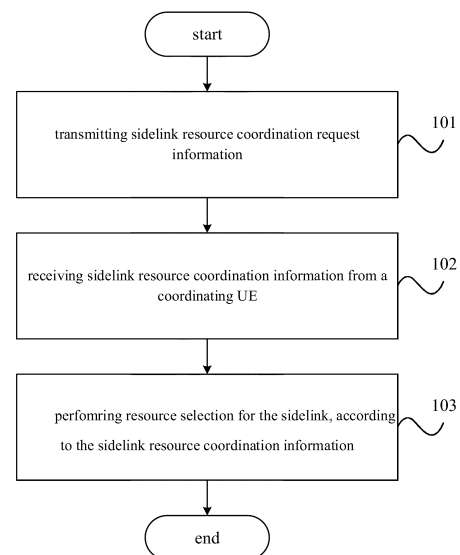 start
transmitting sidelink resource coordination request
information
101
receiving sidelink resource coordination information from a
coordinating UE
102
perfomring resource selection for the sidelink, according
to the sidelink resource coordination information
103
end